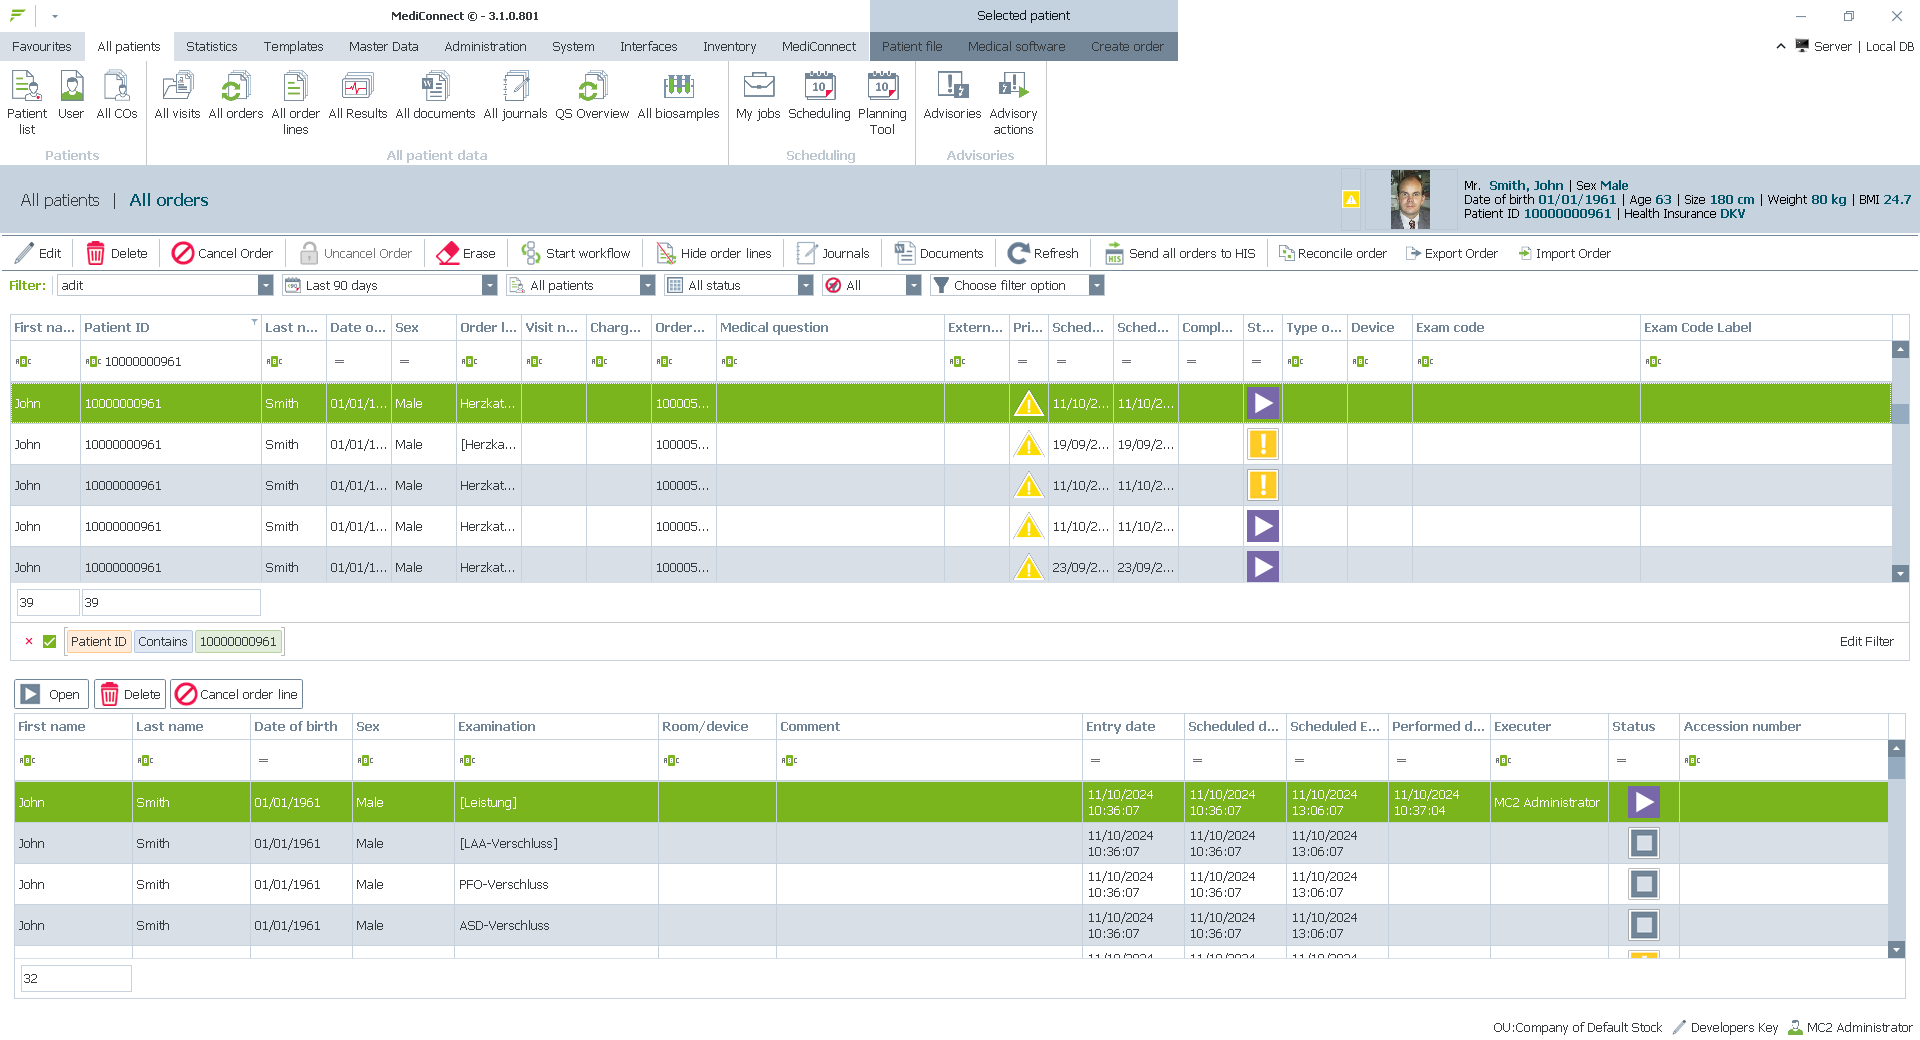 MediConnect © - 3.1.0.801
Selected patient
Favourites All patients Statistics Templates Master Data Administration System Interfaces Inventory MediConnect Patient file Medical software Create order
Server | Local DB
Patient list User All COs All visits All orders All order lines All Results All documents All journals QS Overview All biosamples My jobs Scheduling Planning Tool Advisories Advisory actions
Patients All patient data Scheduling Advisories
All patients | All orders
Mr. Smith, John | Sex Male
Date of birth 01/01/1961 | Age 63 | Size 180 cm | Weight 80 kg | BMI 24.7
Patient ID 10000000961 | Health Insurance DKV
Edit Delete Cancel Order Uncancel Order Erase Start workflow Hide order lines Journals Documents Refresh Send all orders to HIS Reconcile order Export Order Import Order
Filter: adit Last 90 days All patients All status All Choose filter option
First na... Patient ID Last n... Date o... Sex Order l... Visit n... Charg... Order... Medical question Extern... Pri... Sched... Sched... Compl... St... Type o... Device Exam code Exam Code Label
10000000961
John 10000000961 Smith 01/01/1... Male Herzkat... 100005... 11/10/2... 11/10/2...
John 10000000961 Smith 01/01/1... Male [Herzka... 100005... 19/09/2... 19/09/2...
John 10000000961 Smith 01/01/1... Male Herzkat... 100005... 11/10/2... 11/10/2...
John 10000000961 Smith 01/01/1... Male Herzkat... 100005... 11/10/2... 11/10/2...
John 10000000961 Smith 01/01/1... Male Herzkat... 100005... 23/09/2... 23/09/2...
39 39
Patient ID Contains 10000000961 Edit Filter
Open Delete Cancel order line
First name Last name Date of birth Sex Examination Room/device Comment Entry date Scheduled d... Scheduled E... Performed d... Executer Status Accession number
John Smith 01/01/1961 Male [Leistung] 11/10/2024 10:36:07 11/10/2024 10:36:07 11/10/2024 13:06:07 11/10/2024 10:37:04 MC2 Administrator
John Smith 01/01/1961 Male [LAA-Verschluss] 11/10/2024 10:36:07 11/10/2024 10:36:07 11/10/2024 13:06:07
John Smith 01/01/1961 Male PFO-Verschluss 11/10/2024 10:36:07 11/10/2024 10:36:07 11/10/2024 13:06:07
John Smith 01/01/1961 Male ASD-Verschluss 11/10/2024 10:36:07 11/10/2024 10:36:07 11/10/2024 13:06:07
32
OU:Company of Default Stock Developers Key MC2 Administrator